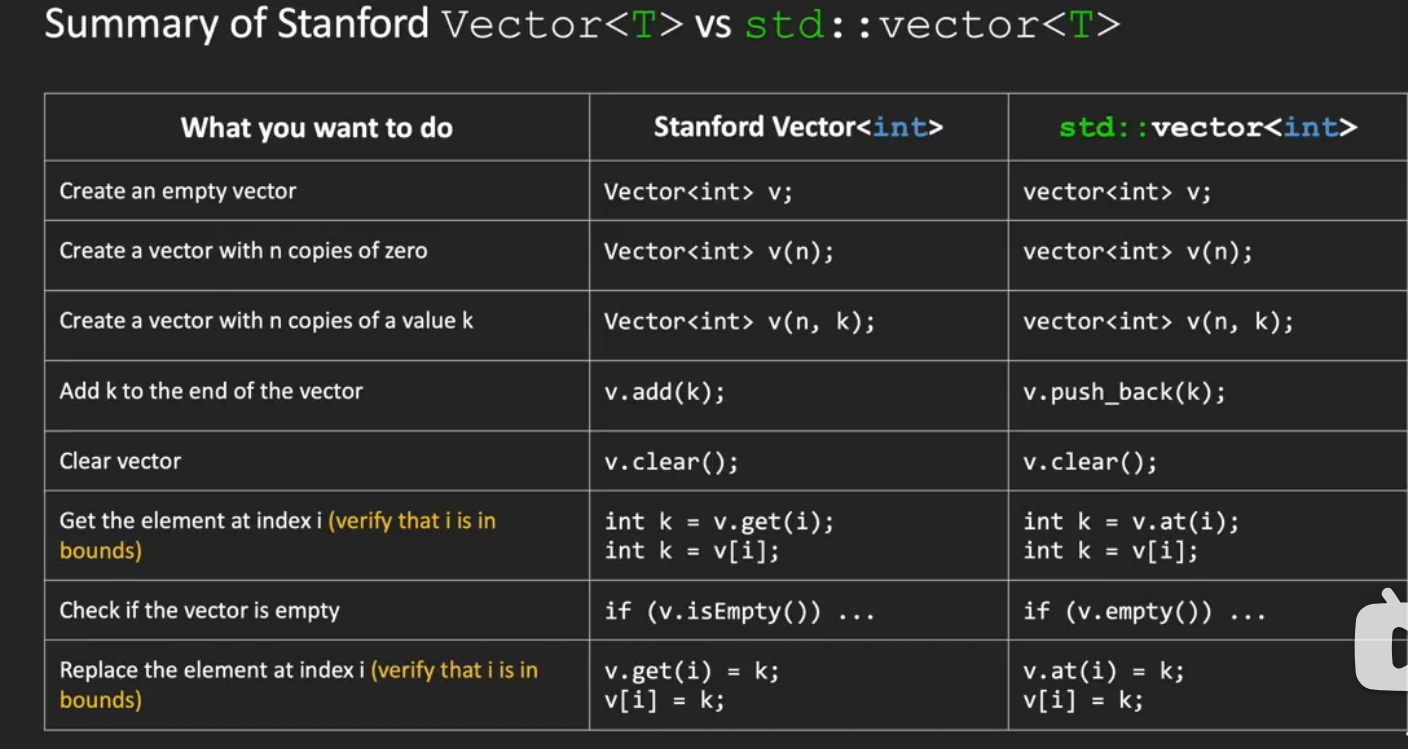 Summary of Stanford Vector<T> vs std::vector<T>
What you want to do
Stanford Vector<int>
std::vector<int>
Create an empty vector
Vector<int> v;
vector<int> v;
Create a vector with n copies of zero
Vector<int> v(n);
vector<int> v(n);
Create a vector with n copies of a value k
Vector<int> v(n, k);
vector<int> v(n, k);
Add k to the end of the vector
v.add(k);
v.push_back(k);
Clear vector
v.clear();
v.clear();
Get the element at index i (verify that i is in
bounds)
int k = v.get(i);
int k = v[i];
int k = v.at(i);
int k = v[i];
Check if the vector is empty
if (v.isEmpty()) ...
if (v.empty()) ...
Replace the element at index i (verify that i is in
bounds)
v.get(i) = k;
v[i] = k;
v.at(i) = k;
v[i] = k;